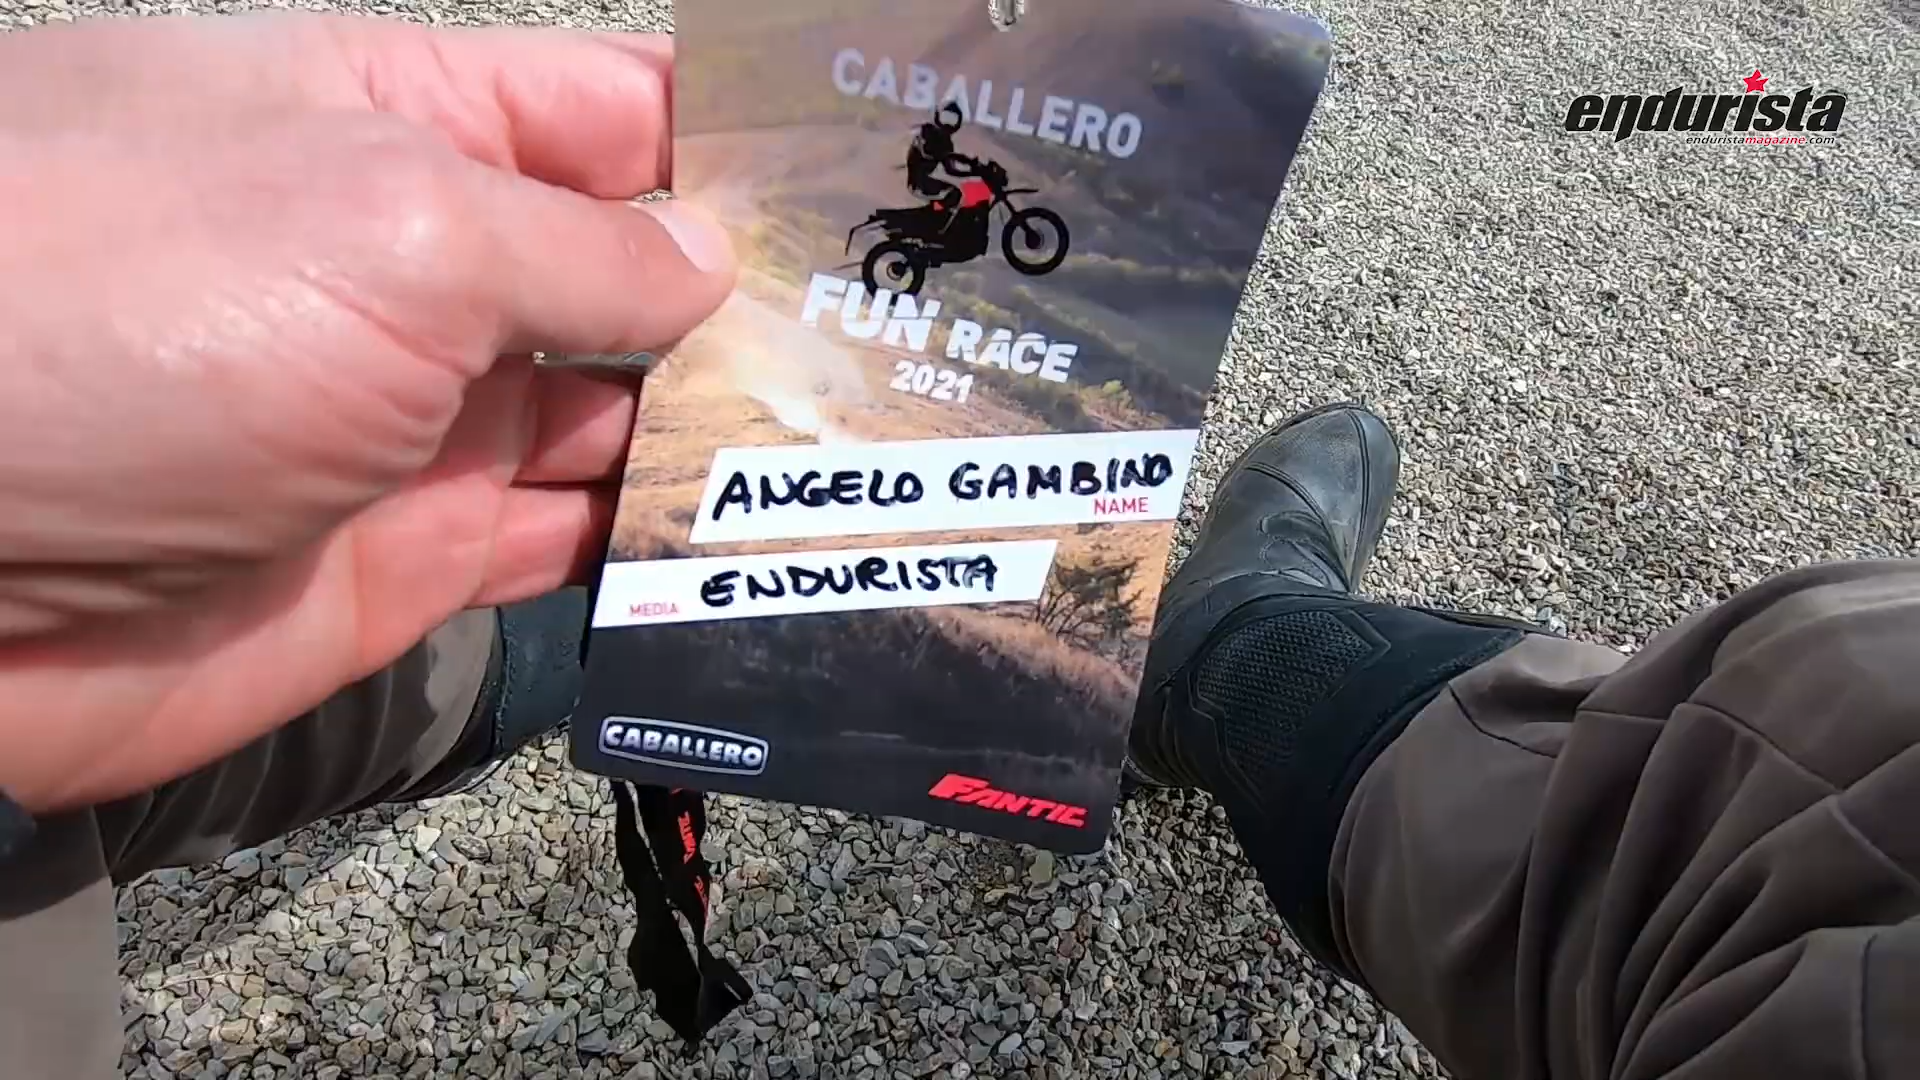 endurista
enduristamagazine.com
CABALLERO
FUN RACE
2021
ANGELO GAMBINO
NAME
MEDIA ENDURISTA
CABALLERO
FANTIC